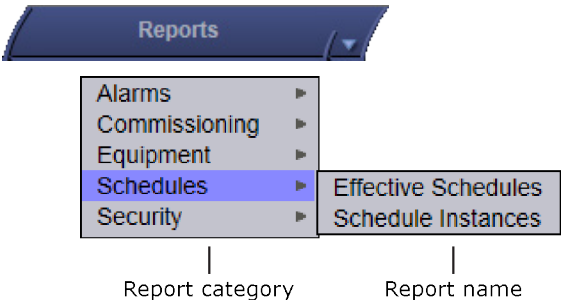 Reports
Alarms
Commissioning
Equipment
Schedules
Security
Effective Schedules
Schedule Instances
Report category
Report name